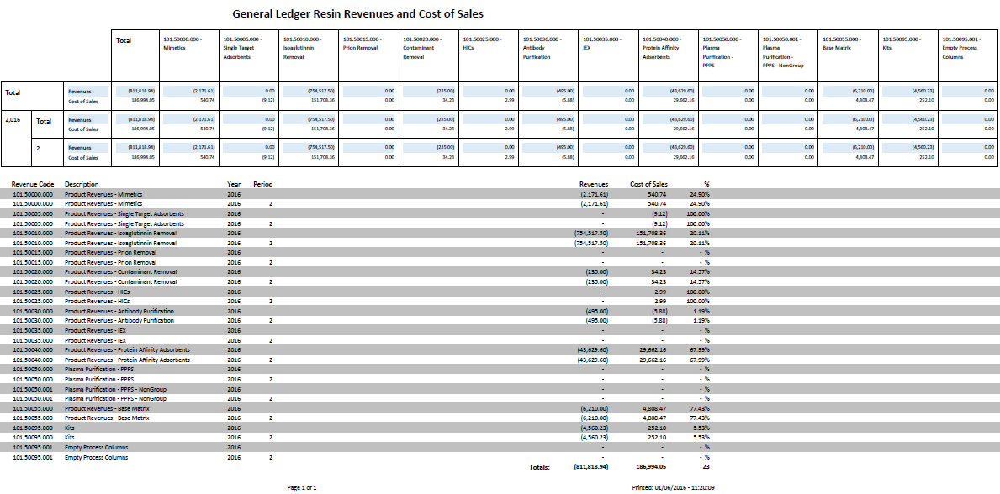 General Ledger Resin Revenues and Cost of Sales
Total 101.50000.000 - Mimetics 101.50005.000 - Single Target Adsorbents 101.50010.000 - Isoaglutinnin Removal 101.50015.000 - Prion Removal 101.50020.000 - Contaminant Removal 101.50025.000 - HICs 101.50030.000 - Antibody Purification 101.50035.000 - IEX 101.50040.000 - Protein Affinity Adsorbents 101.50050.000 - Plasma Purification - PPPS 101.50050.001 - Plasma Purification - PPPS - NonGroup 101.50055.000 - Base Matrix 101.50095.000 - Kits 101.50095.001 - Empty Process Columns
Total Revenues (811,818.94) (2,171.61) 0.00 (754,517.50) 0.00 (235.00) 0.00 (495.00) 0.00 (43,629.60) 0.00 0.00 (6,210.00) (4,560.23) 0.00
Cost of Sales 186,994.05 540.74 (9.12) 151,708.36 0.00 34.23 2.99 (5.88) 0.00 29,662.16 0.00 0.00 4,808.47 252.10 0.00
2,016 Total Revenues (811,818.94) (2,171.61) 0.00 (754,517.50) 0.00 (235.00) 0.00 (495.00) 0.00 (43,629.60) 0.00 0.00 (6,210.00) (4,560.23) 0.00
Cost of Sales 186,994.05 540.74 (9.12) 151,708.36 0.00 34.23 2.99 (5.88) 0.00 29,662.16 0.00 0.00 4,808.47 252.10 0.00
2 Revenues (811,818.94) (2,171.61) 0.00 (754,517.50) 0.00 (235.00) 0.00 (495.00) 0.00 (43,629.60) 0.00 0.00 (6,210.00) (4,560.23) 0.00
Cost of Sales 186,994.05 540.74 (9.12) 151,708.36 0.00 34.23 2.99 (5.88) 0.00 29,662.16 0.00 0.00 4,808.47 252.10 0.00
Revenue Code Description Year Period Revenues Cost of Sales %
101.50000.000 Product Revenues - Mimetics 2016 (2,171.61) 540.74 24.90%
101.50000.000 Product Revenues - Mimetics 2016 2 (2,171.61) 540.74 24.90%
101.50005.000 Product Revenues - Single Target Adsorbents 2016 - (9.12) 100.00%
101.50005.000 Product Revenues - Single Target Adsorbents 2016 2 - (9.12) 100.00%
101.50010.000 Product Revenues - Isoaglutinnin Removal 2016 (754,517.50) 151,708.36 20.11%
101.50010.000 Product Revenues - Isoaglutinnin Removal 2016 2 (754,517.50) 151,708.36 20.11%
101.50015.000 Product Revenues - Prion Removal 2016 - - - %
101.50015.000 Product Revenues - Prion Removal 2016 2 - - - %
101.50020.000 Product Revenues - Contaminant Removal 2016 (235.00) 34.23 14.57%
101.50020.000 Product Revenues - Contaminant Removal 2016 2 (235.00) 34.23 14.57%
101.50025.000 Product Revenues - HICs 2016 - 2.99 100.00%
101.50025.000 Product Revenues - HICs 2016 2 - 2.99 100.00%
101.50030.000 Product Revenues - Antibody Purification 2016 (495.00) (5.88) 1.19%
101.50030.000 Product Revenues - Antibody Purification 2016 2 (495.00) (5.88) 1.19%
101.50035.000 Product Revenues - IEX 2016 - - - %
101.50035.000 Product Revenues - IEX 2016 2 - - - %
101.50040.000 Product Revenues - Protein Affinity Adsorbents 2016 (43,629.60) 29,662.16 67.99%
101.50040.000 Product Revenues - Protein Affinity Adsorbents 2016 2 (43,629.60) 29,662.16 67.99%
101.50050.000 Plasma Purification - PPPS 2016 - - - %
101.50050.000 Plasma Purification - PPPS 2016 2 - - - %
101.50050.001 Plasma Purification - PPPS - NonGroup 2016 - - - %
101.50050.001 Plasma Purification - PPPS - NonGroup 2016 2 - - - %
101.50055.000 Product Revenues - Base Matrix 2016 (6,210.00) 4,808.47 77.43%
101.50055.000 Product Revenues - Base Matrix 2016 2 (6,210.00) 4,808.47 77.43%
101.50095.000 Kits 2016 (4,560.23) 252.10 5.53%
101.50095.000 Kits 2016 2 (4,560.23) 252.10 5.53%
101.50095.001 Empty Process Columns 2016 - - - %
101.50095.001 Empty Process Columns 2016 2 - - - %
Totals: (811,818.94) 186,994.05 23
Page 1 of 1 Printed: 01/06/2016 - 11:20:09